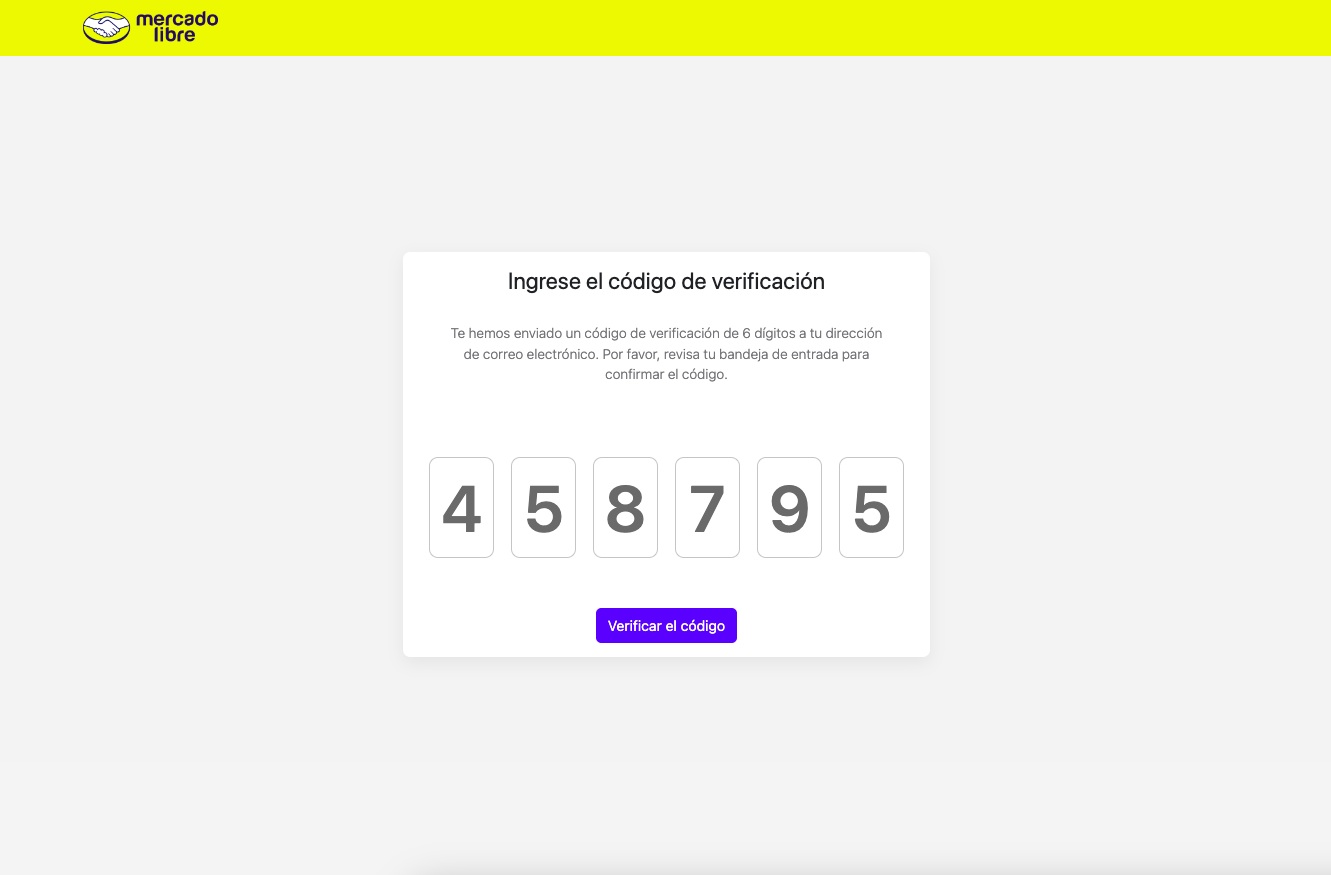 mercado
libre
Ingrese el código de verificación
Te hemos enviado un código de verificación de 6 dígitos a tu dirección
de correo electrónico. Por favor, revisa tu bandeja de entrada para
confirmar el código.
4 5 8 7 9 5
Verificar el código